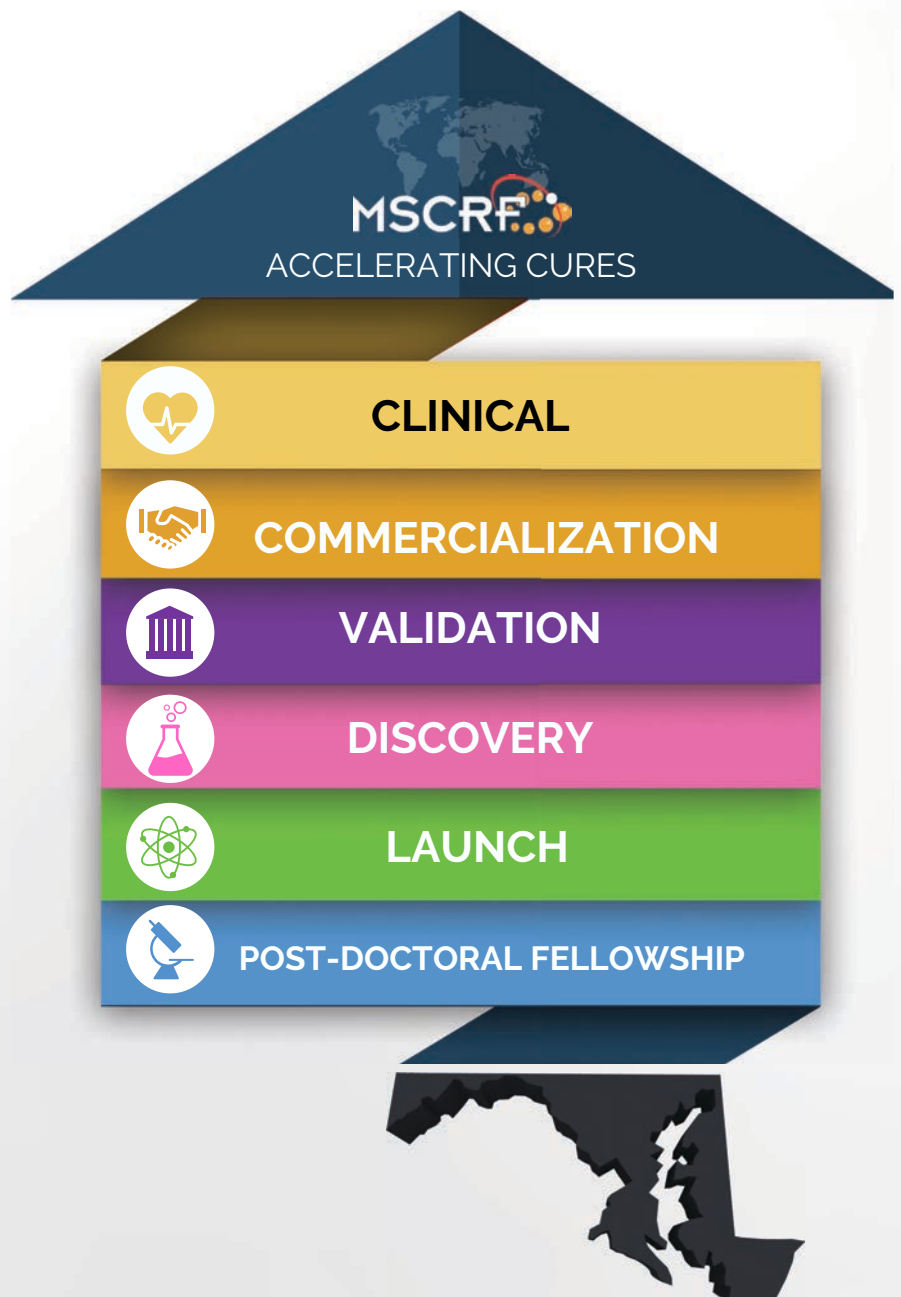 MSCRF
ACCELERATING CURES
CLINICAL
COMMERCIALIZATION
VALIDATION
DISCOVERY
LAUNCH
POST-DOCTORAL FELLOWSHIP